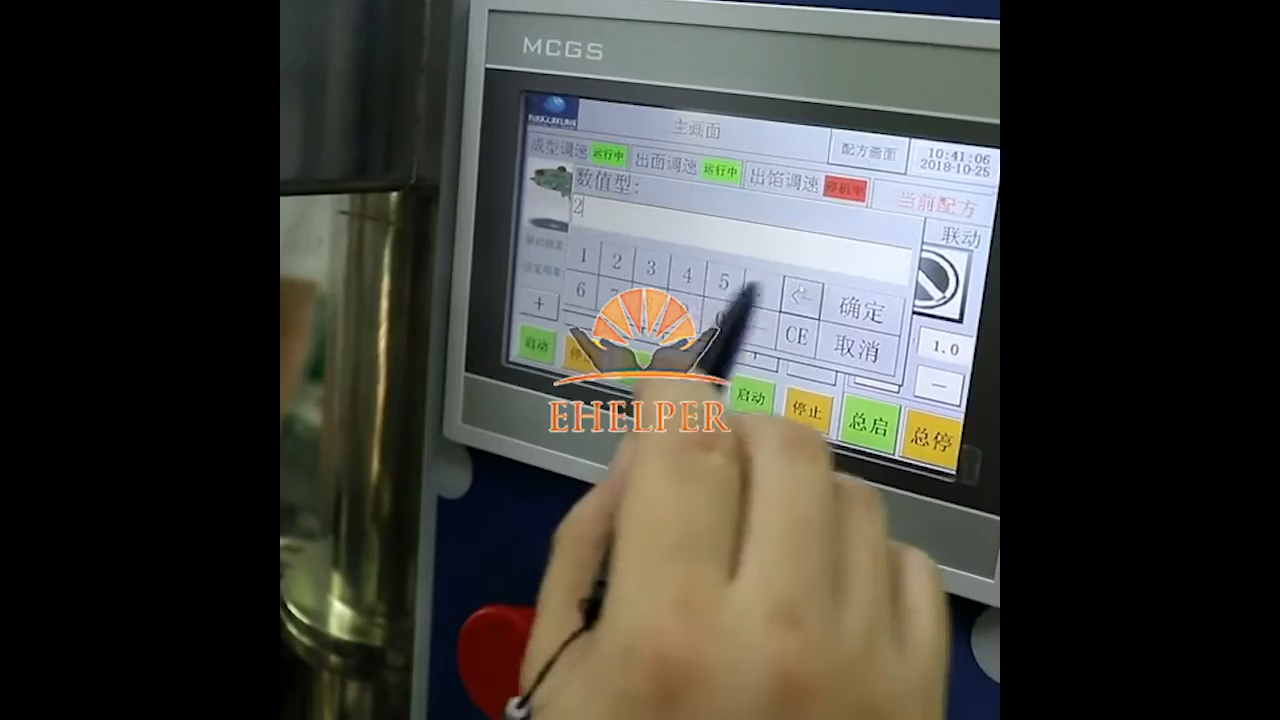 MCGS
主画面
配方画面
10:41:06
2018-10-25
成型调速 运行中 出面调速 运行中 出馅调速 停机中
当前配方
数值型:
2
联动
1 2 3 4 5
确定
6
CE 取消
1.0
+
−
启动
启动 停止 总启 总停
EHELPER